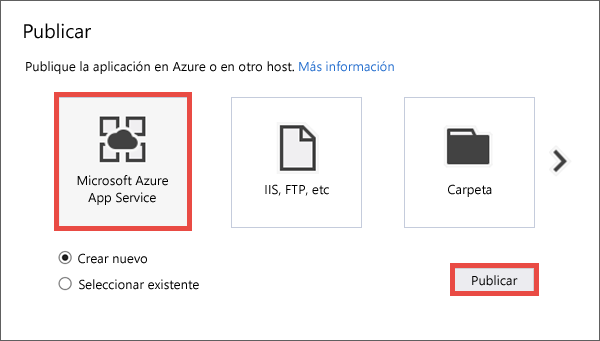 Publicar
Publique la aplicación en Azure o en otro host. Más información
Microsoft Azure
App Service
IIS, FTP, etc
Carpeta
Crear nuevo
Seleccionar existente
Publicar